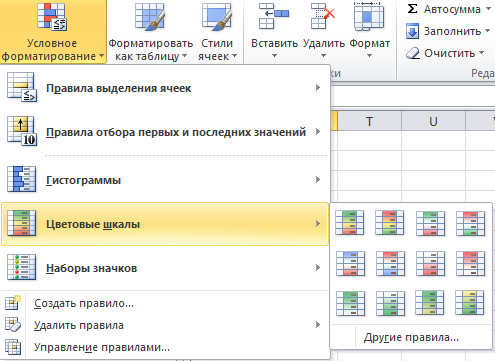 Условное форматирование
Форматировать как таблицу
Стили ячеек
Вставить
Удалить
Формат
Автосумма
Заполнить
Очистить
Реда
Правила выделения ячеек
Правила отбора первых и последних значений
10
Гистограммы
Цветовые шкалы
Наборы значков
Создать правило...
Удалить правила
Управление правилами...
T
U
Другие правила...